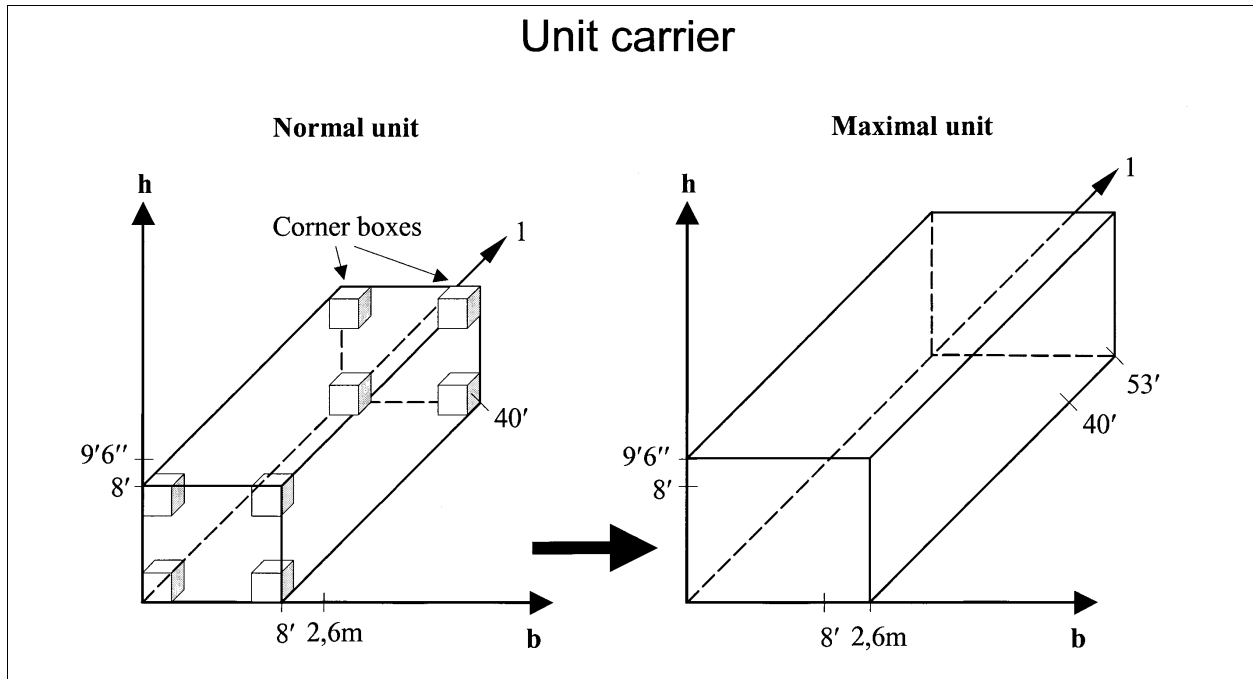 Unit carrier
Normal unit
h
Corner boxes
1
40′
9′6′′
8′
8′ 2,6m
b
Maximal unit
h
1
53′
40′
9′6′′
8′
8′ 2,6m
b